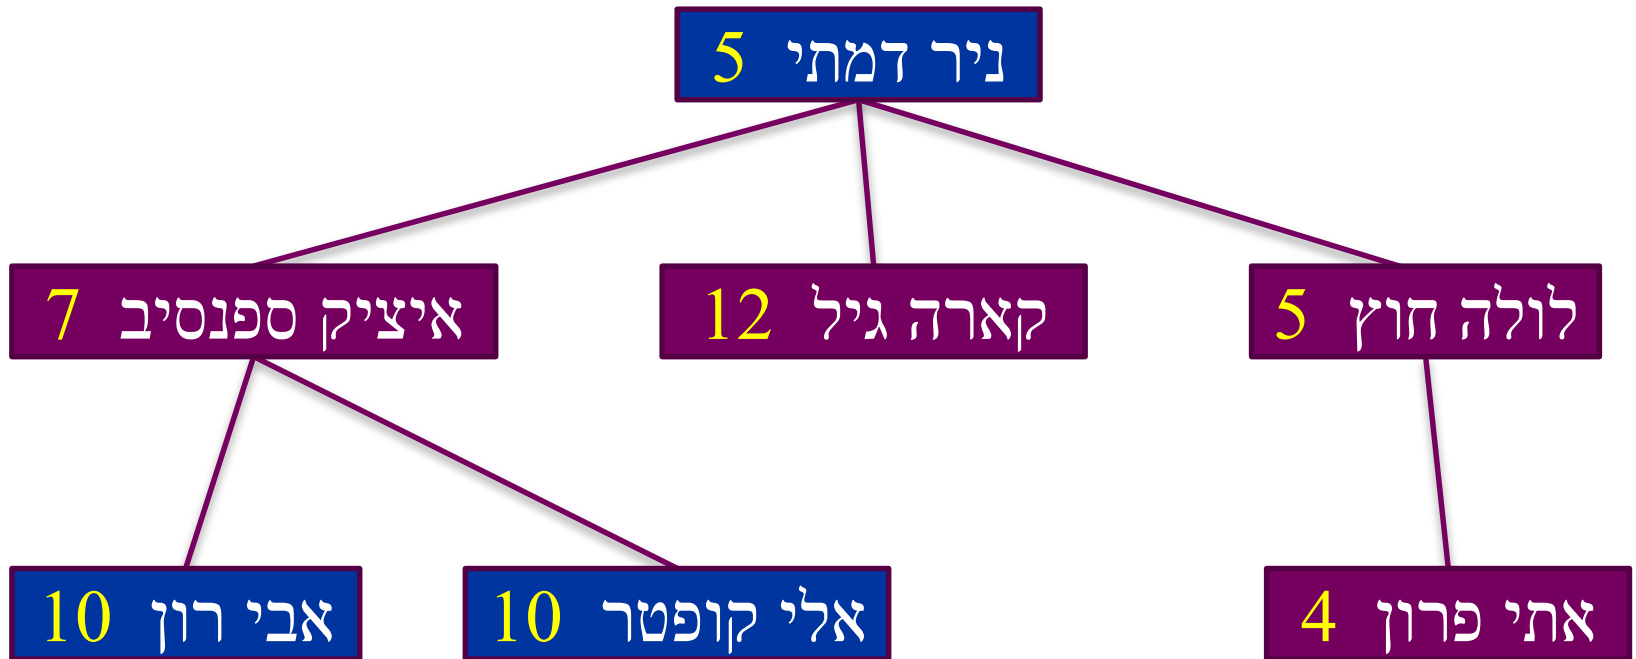 ניר דמתי 5
לולה חוץ 5
קארה גיל 12
איציק ספנסיב 7
אתי פרון 4
אלי קופטר 10
אבי רון 10